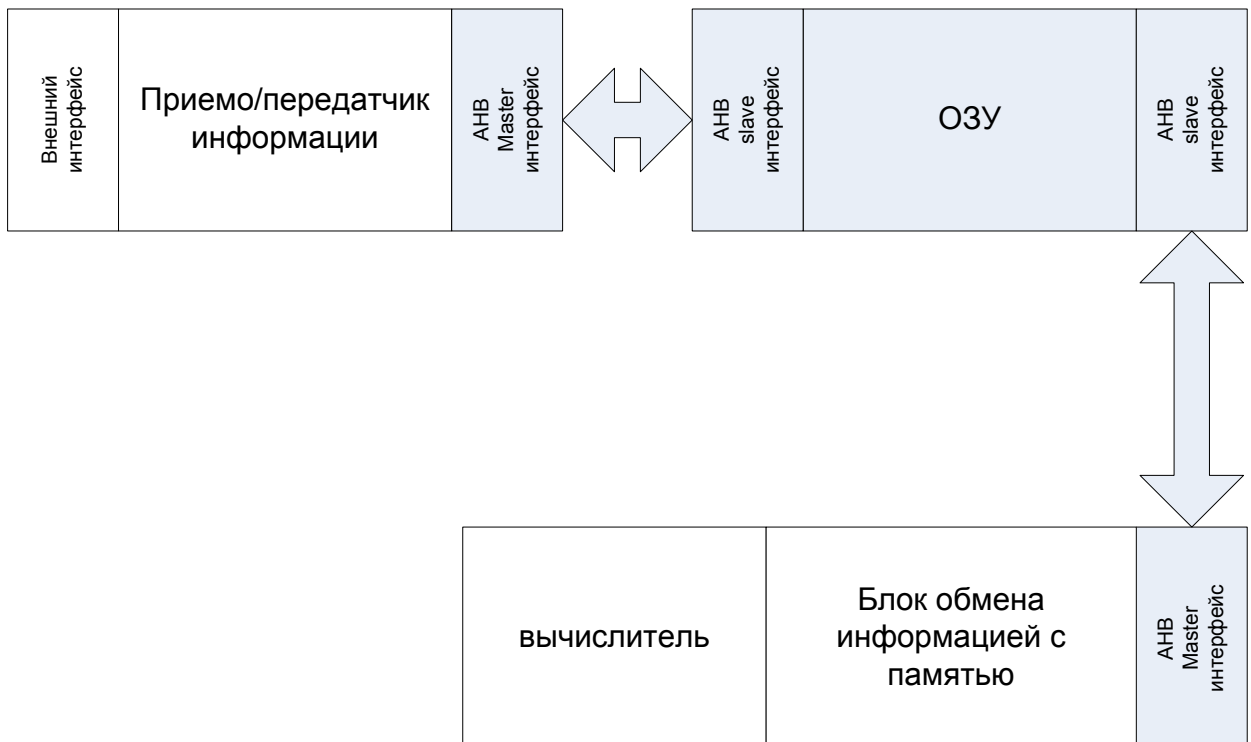 Внешний
интерфейс
Приемо/передатчик
информации
AHB
Master
интерфейс
AHB
slave
интерфейс
ОЗУ
AHB
slave
интерфейс
вычислитель
Блок обмена
информацией с
памятью
AHB
Master
интерфейс